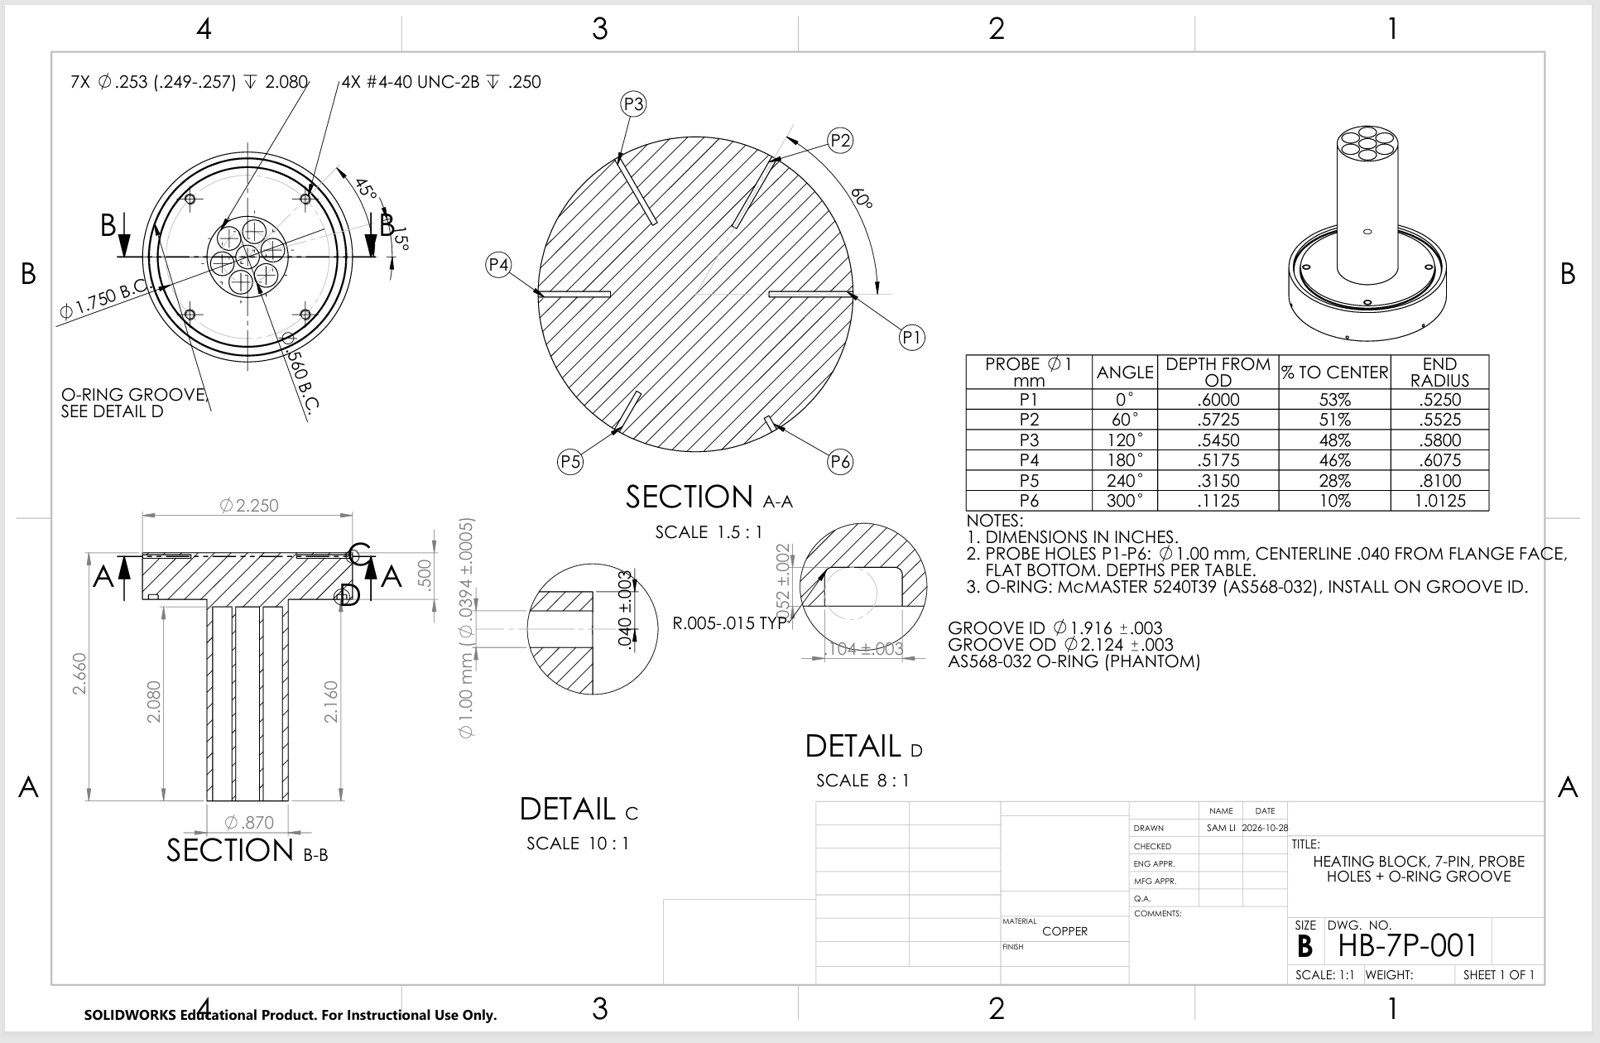 4
3
2
1
7X ∅.253 (.249-.257) ↧ 2.080
4X #4-40 UNC-2B ↧ .250
B
B
45°
15°
∅1.750 B.C.
∅.560 B.C.
O-RING GROOVE,
SEE DETAIL D
P3
P2
60°
P4
P1
P5
P6
SECTION A-A
SCALE 1.5 : 1
B
B
PROBE ∅1 mm | ANGLE | DEPTH FROM OD | % TO CENTER | END RADIUS
P1 0° .6000 53% .5250
P2 60° .5725 51% .5525
P3 120° .5450 48% .5800
P4 180° .5175 46% .6075
P5 240° .3150 28% .8100
P6 300° .1125 10% 1.0125
NOTES:
1. DIMENSIONS IN INCHES.
2. PROBE HOLES P1-P6: ∅1.00 mm, CENTERLINE .040 FROM FLANGE FACE,
FLAT BOTTOM. DEPTHS PER TABLE.
3. O-RING: McMASTER 5240T39 (AS568-032), INSTALL ON GROOVE ID.
∅2.250
A
A
C
D
.500
2.660
2.080
2.160
∅.870
SECTION B-B
∅1.00 mm (∅.0394 ±.0005)
.040 ±.003
DETAIL C
SCALE 10 : 1
.052 ±.002
R.005-.015 TYP
.104 ±.003
DETAIL D
SCALE 8 : 1
GROOVE ID ∅1.916 ±.003
GROOVE OD ∅2.124 ±.003
AS568-032 O-RING (PHANTOM)
A
A
NAME DATE
DRAWN SAM LI 2026-10-28
CHECKED
ENG APPR.
MFG APPR.
Q.A.
COMMENTS:
MATERIAL
COPPER
FINISH
TITLE:
HEATING BLOCK, 7-PIN, PROBE
HOLES + O-RING GROOVE
SIZE DWG. NO.
B HB-7P-001
SCALE: 1:1 WEIGHT: SHEET 1 OF 1
4
3
2
1
SOLIDWORKS Educational Product. For Instructional Use Only.